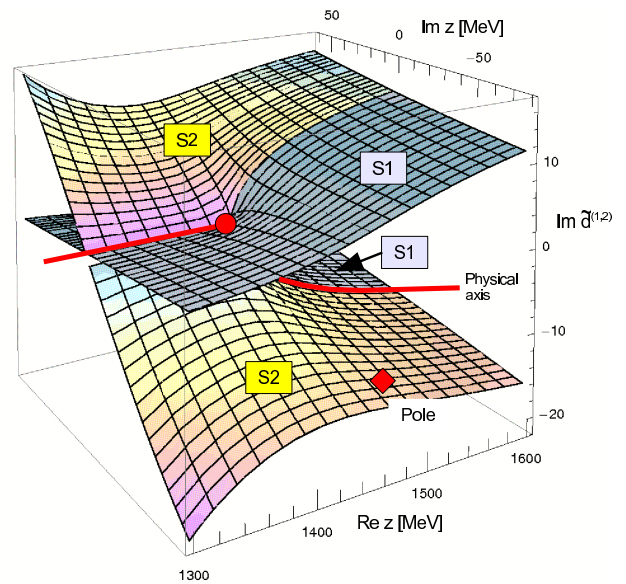 50
0
Im z [MeV]
−50
S2
S1
10
Im d̃(1,2)
0
S1
Physical
axis
−10
S2
Pole
−20
1600
1500
Re z [MeV]
1400
1300